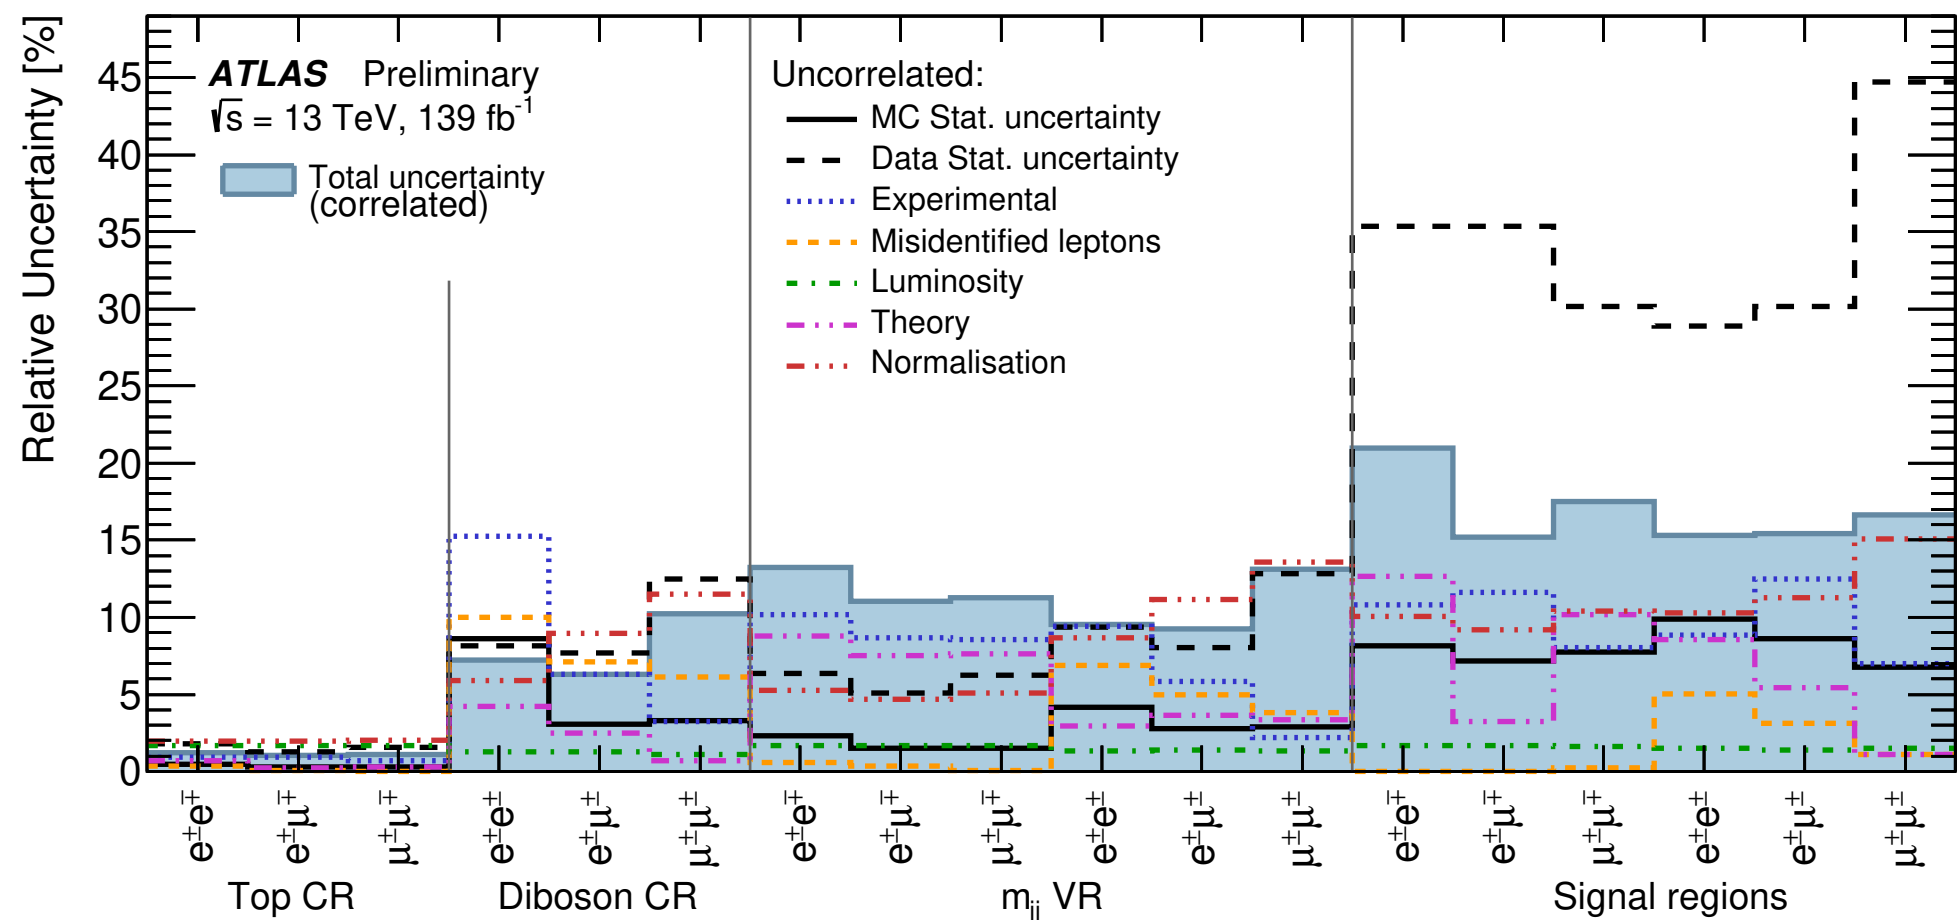 Relative Uncertainty [%]
45
40
35
30
25
20
15
10
5
0
ATLAS Preliminary
√s = 13 TeV, 139 fb⁻¹
Total uncertainty
(correlated)
Uncorrelated:
MC Stat. uncertainty
Data Stat. uncertainty
Experimental
Misidentified leptons
Luminosity
Theory
Normalisation
e±e∓
e±μ∓
μ±μ∓
e±e±
e±μ±
μ±μ±
e±e∓
e±μ∓
μ±μ∓
e±e±
e±μ±
μ±μ±
e±e∓
e±μ∓
μ±μ∓
e±e±
e±μ±
μ±μ±
Top CR
Diboson CR
m_jj VR
Signal regions